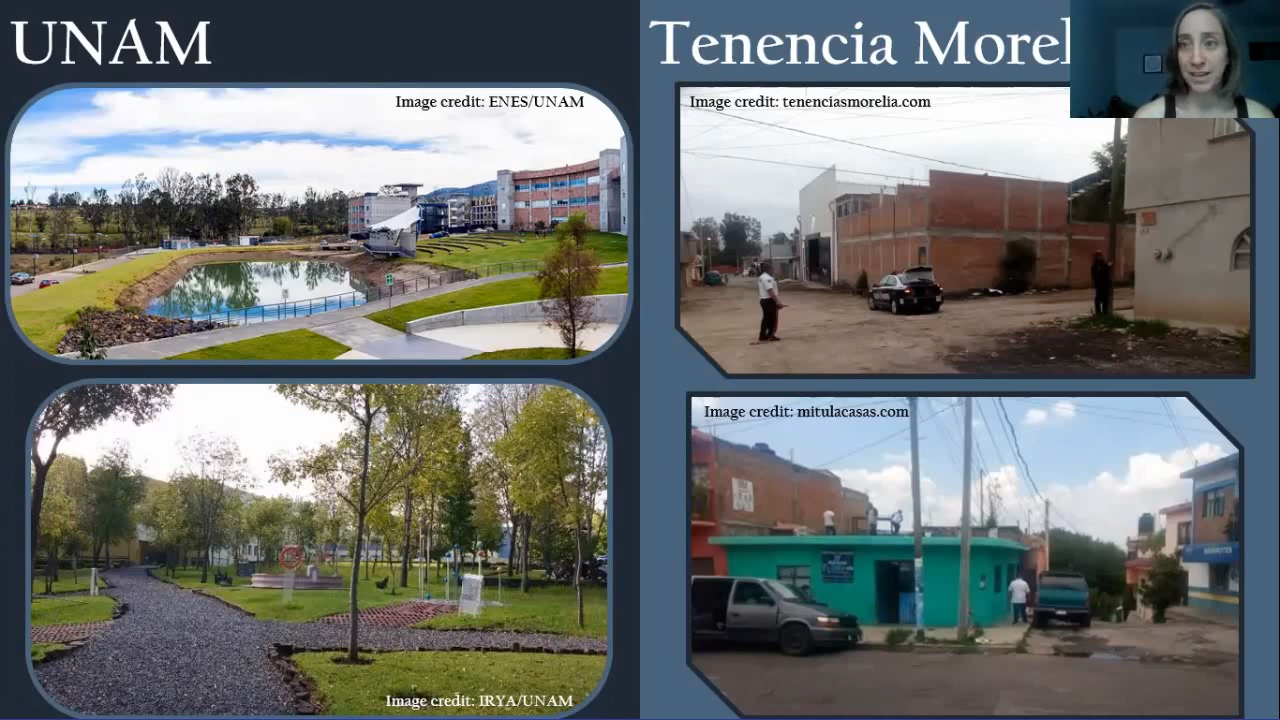 UNAM
Image credit: ENES/UNAM
Image credit: IRYA/UNAM
Tenencia Morel
Image credit: tenenciasmorelia.com
Image credit: mitulacasas.com